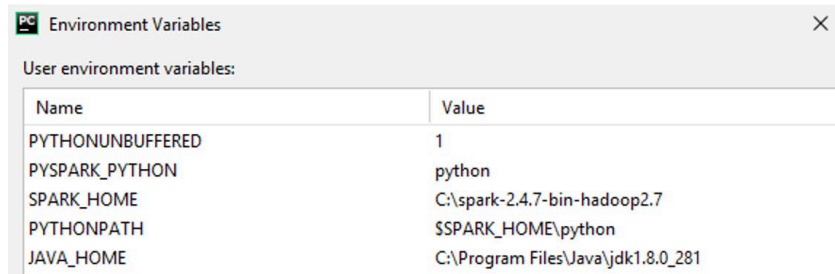 PC Environment Variables
User environment variables:
Name Value
PYTHONUNBUFFERED 1
PYSPARK_PYTHON python
SPARK_HOME C:\spark-2.4.7-bin-hadoop2.7
PYTHONPATH $SPARK_HOME\python
JAVA_HOME C:\Program Files\Java\jdk1.8.0_281